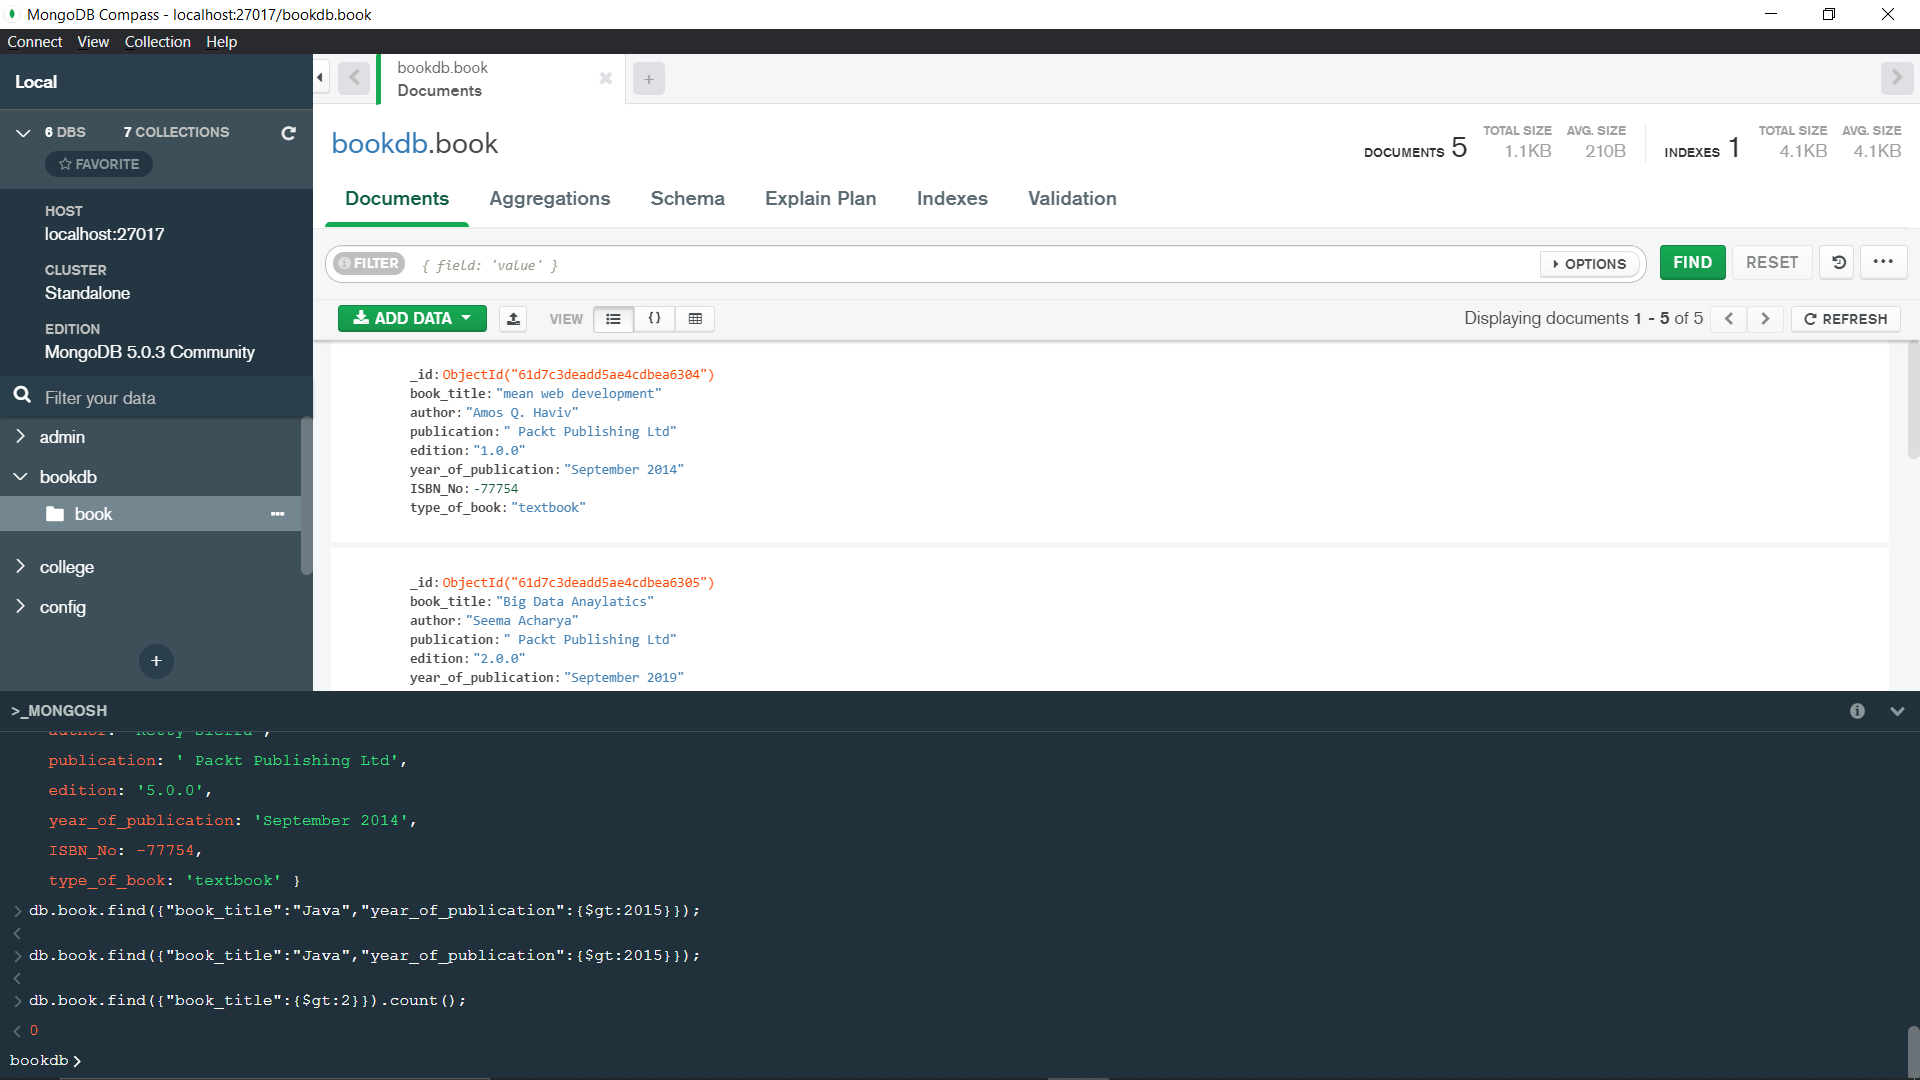 MongoDB Compass - localhost:27017/bookdb.book
Connect View Collection Help
Local
6 DBS 7 COLLECTIONS
FAVORITE
HOST
localhost:27017
CLUSTER
Standalone
EDITION
MongoDB 5.0.3 Community
Filter your data
admin
bookdb
book
college
config
bookdb.book
Documents
bookdb.book
DOCUMENTS 5 TOTAL SIZE 1.1KB AVG. SIZE 210B INDEXES 1 TOTAL SIZE 4.1KB AVG. SIZE 4.1KB
Documents Aggregations Schema Explain Plan Indexes Validation
FILTER { field: 'value' } OPTIONS FIND RESET
ADD DATA VIEW {} Displaying documents 1 - 5 of 5 REFRESH
_id: ObjectId("61d7c3deadd5ae4cdbea6304")
book_title: "mean web development"
author: "Amos Q. Haviv"
publication: " Packt Publishing Ltd"
edition: "1.0.0"
year_of_publication: "September 2014"
ISBN_No: -77754
type_of_book: "textbook"
_id: ObjectId("61d7c3deadd5ae4cdbea6305")
book_title: "Big Data Anaylatics"
author: "Seema Acharya"
publication: " Packt Publishing Ltd"
edition: "2.0.0"
year_of_publication: "September 2019"
>_MONGOSH
publication: ' Packt Publishing Ltd',
edition: '5.0.0',
year_of_publication: 'September 2014',
ISBN_No: -77754,
type_of_book: 'textbook' }
> db.book.find({"book_title":"Java","year_of_publication":{$gt:2015}});
<
> db.book.find({"book_title":"Java","year_of_publication":{$gt:2015}});
<
> db.book.find({"book_title":{$gt:2}}).count();
< 0
bookdb >